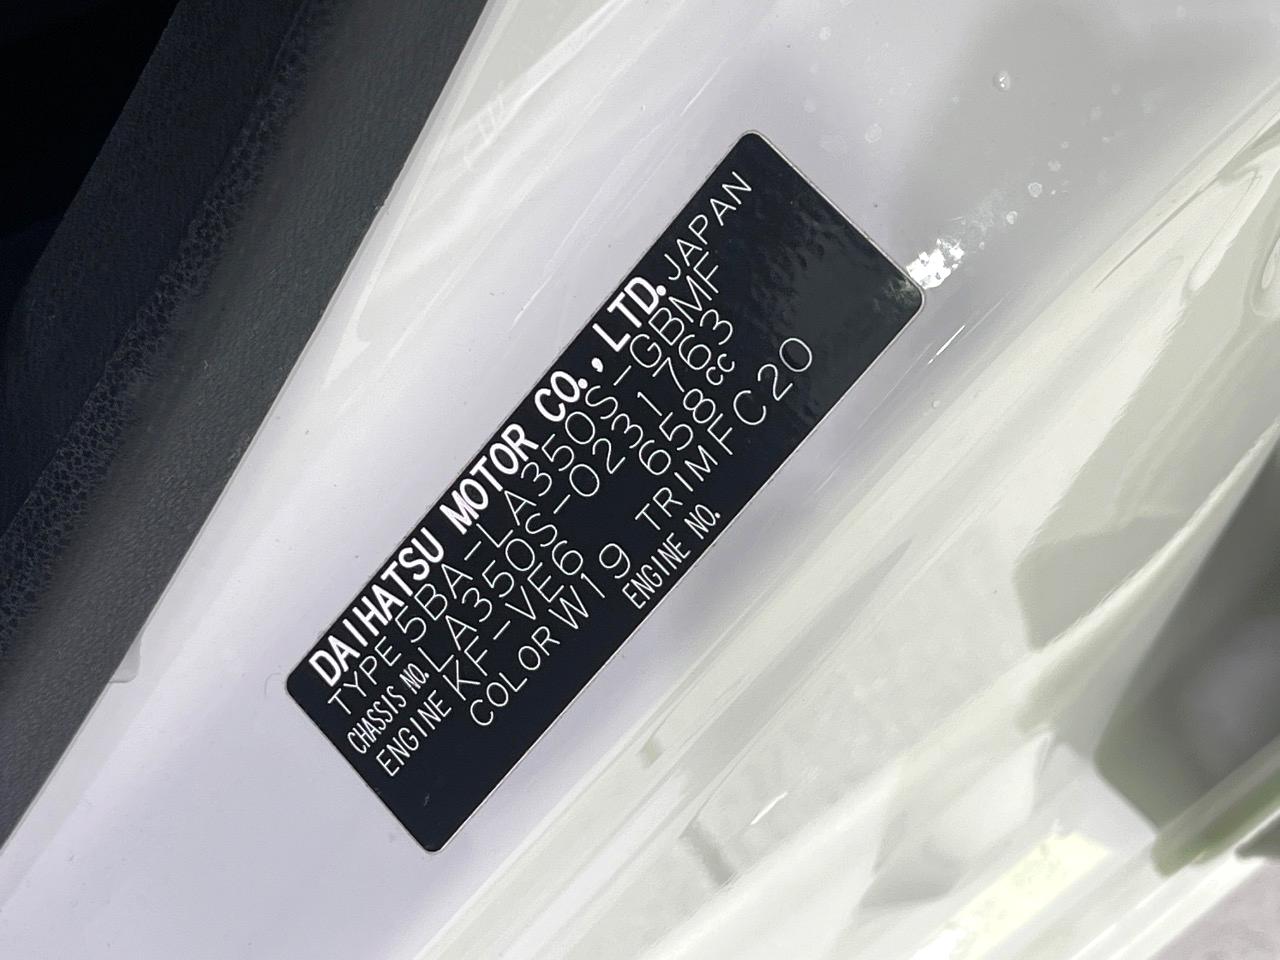 DAIHATSU MOTOR CO., LTD. JAPAN
TYPE 5BA-LA350S-GBMF
CHASSIS NO. LA350S-0231763
ENGINE KF-VE6 658cc
COLOR W19 TRIM FC20
ENGINE NO.